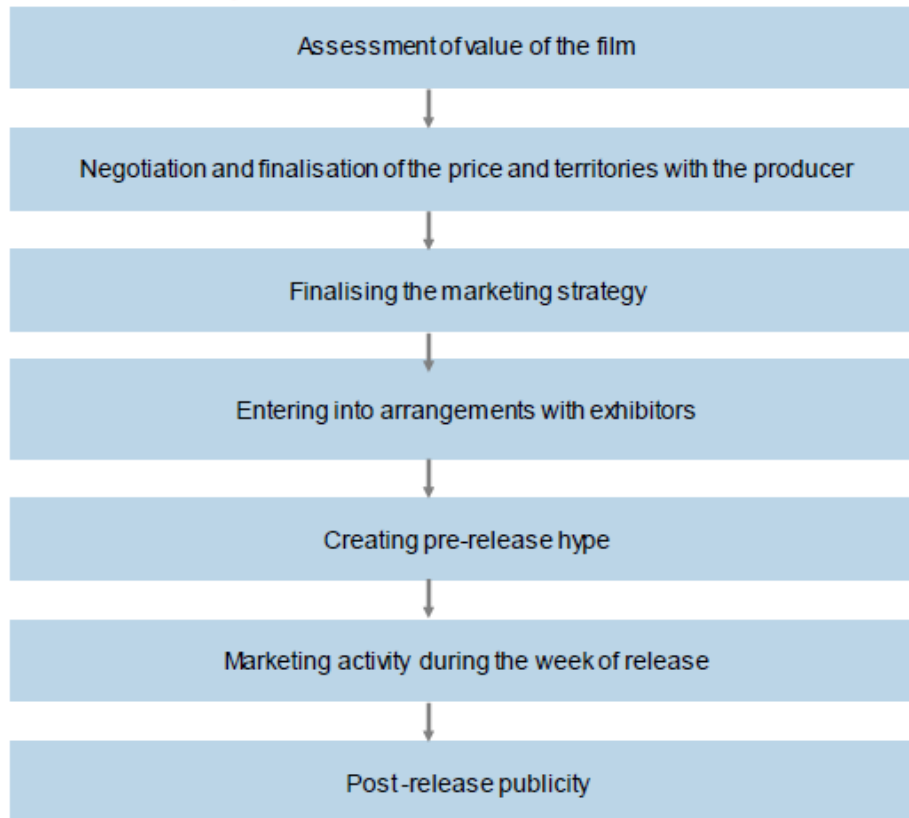 Assessment of value of the film
Negotiation and finalisation of the price and territories with the producer
Finalising the marketing strategy
Entering into arrangements with exhibitors
Creating pre-release hype
Marketing activity during the week of release
Post-release publicity